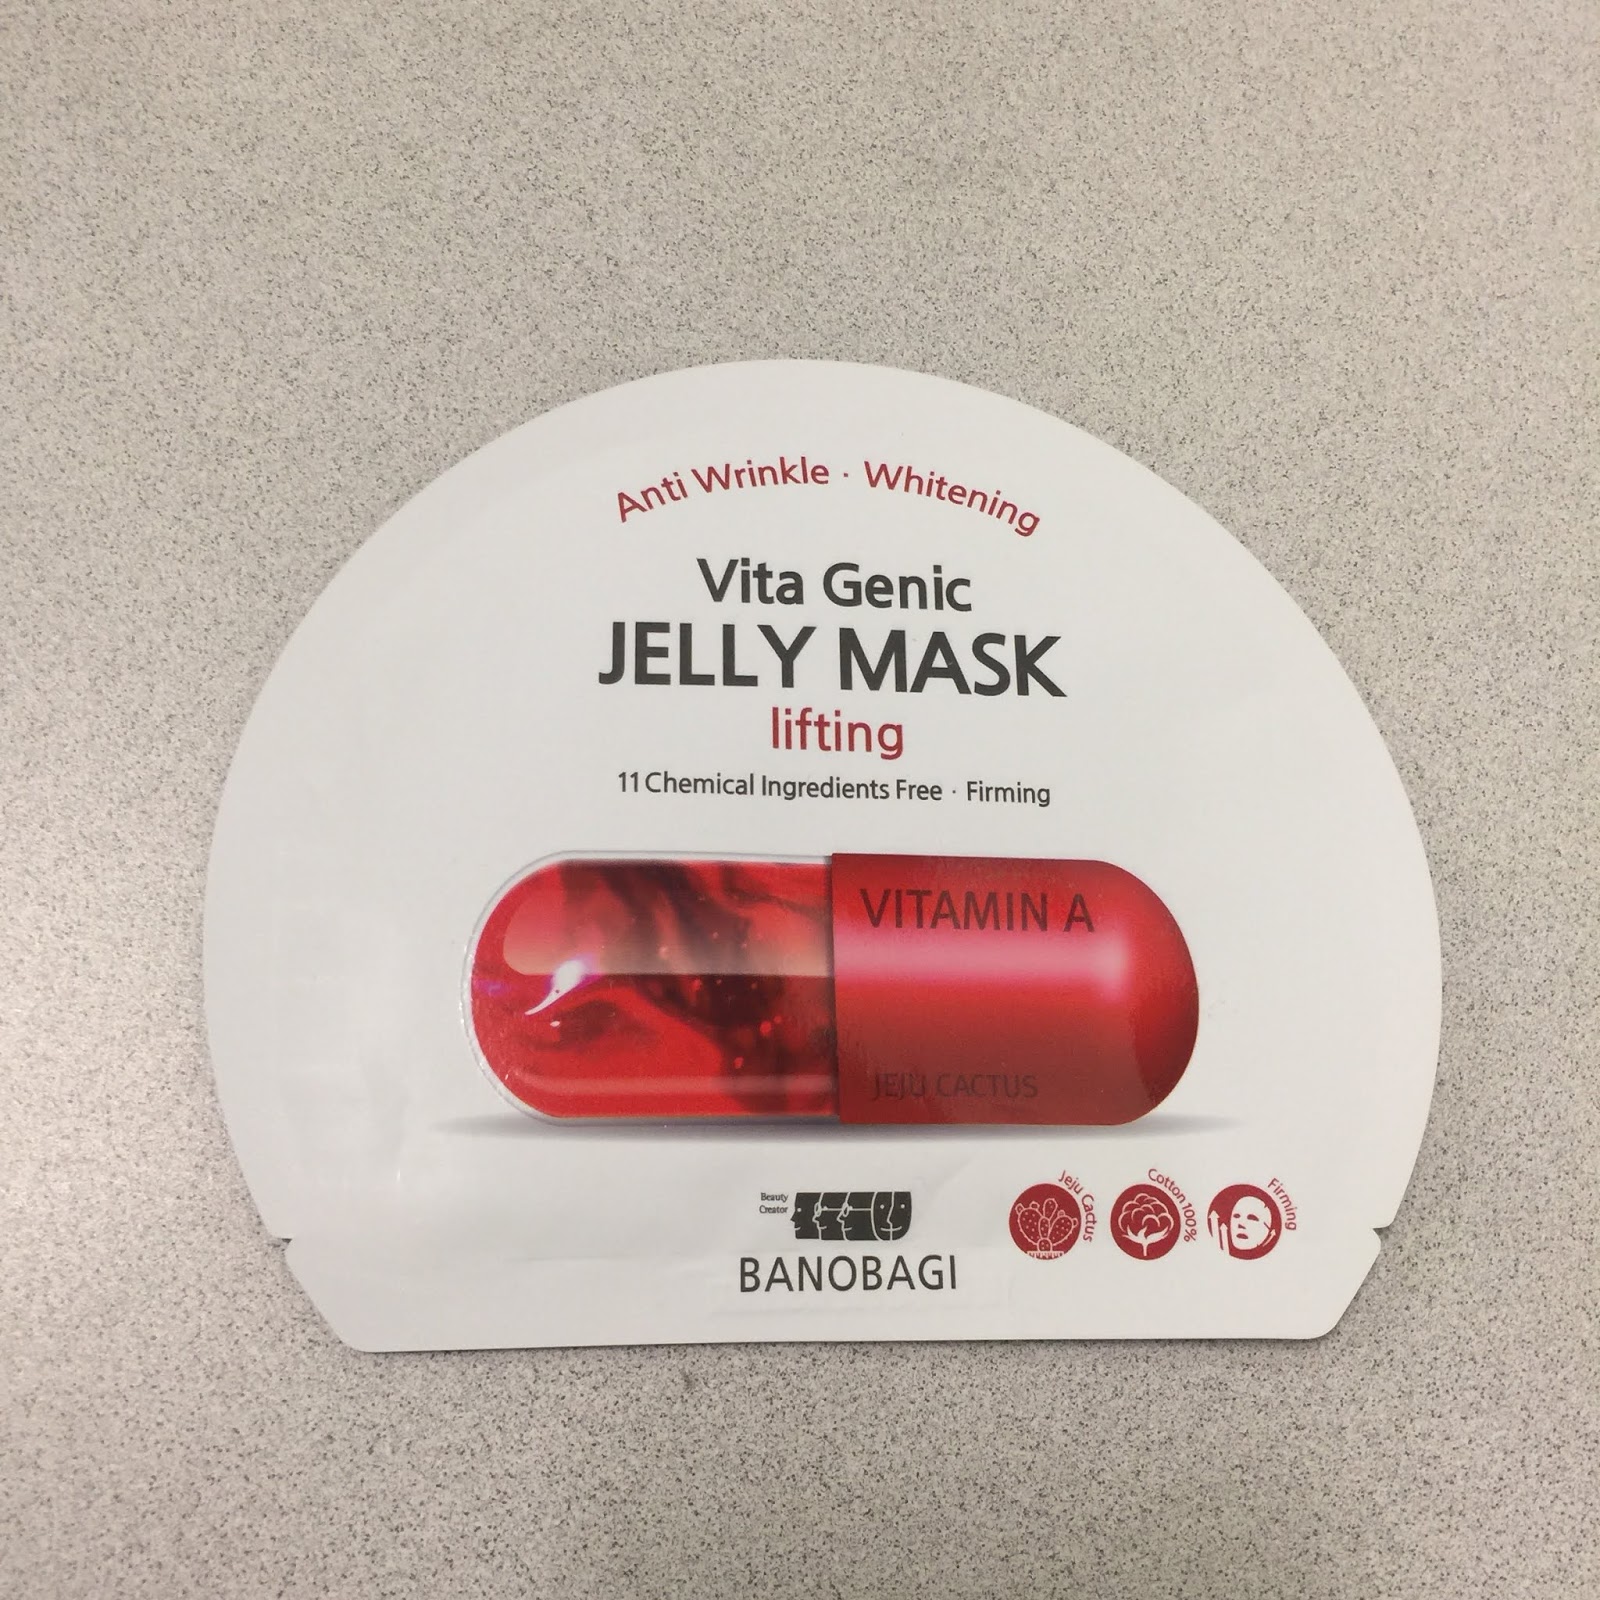 Anti Wrinkle · Whitening
Vita Genic
JELLY MASK
lifting
11 Chemical Ingredients Free · Firming
VITAMIN A
JEJU CACTUS
Beauty
Creator
BANOBAGI
Jeju Cactus
Cotton 100%
Firming